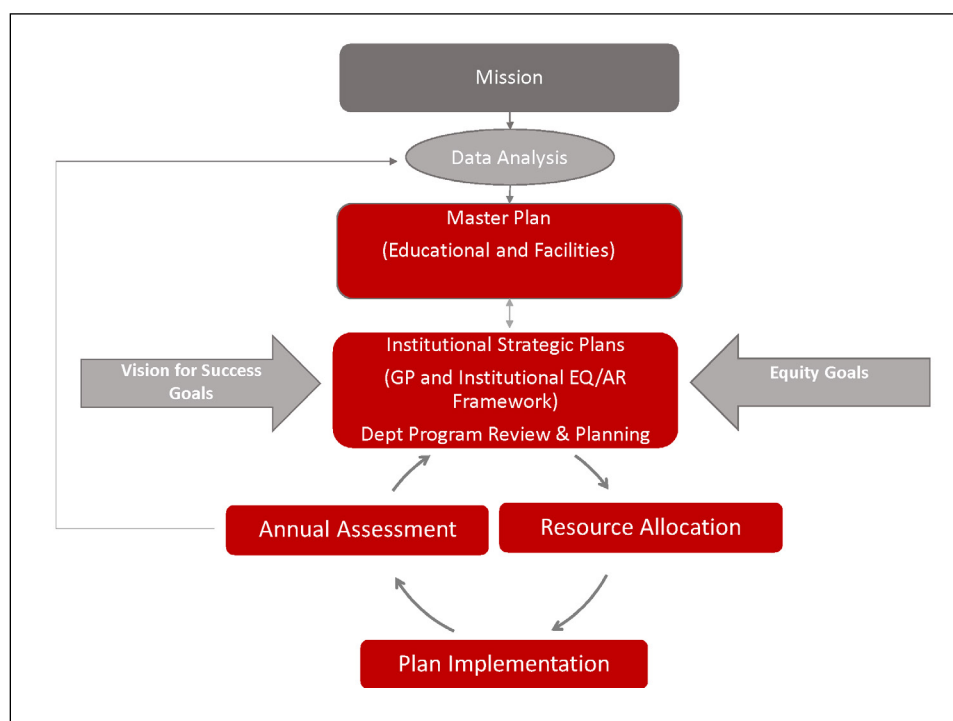 Mission
Data Analysis
Master Plan
(Educational and Facilities)
Institutional Strategic Plans
(GP and Institutional EQ/AR
Framework)
Dept Program Review & Planning
Vision for Success
Goals
Equity Goals
Annual Assessment
Resource Allocation
Plan Implementation